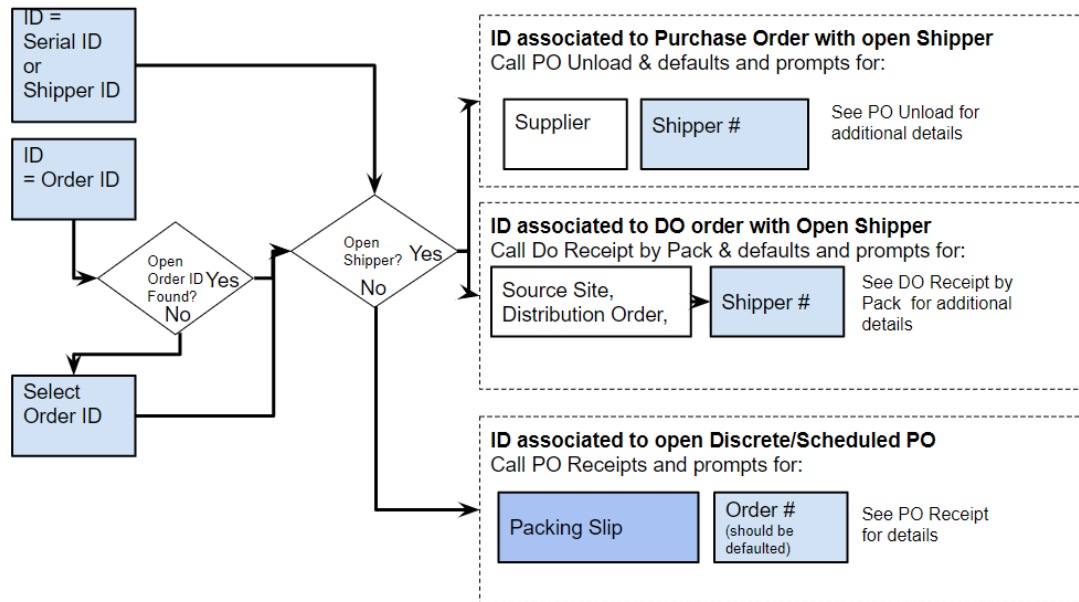 ID =
Serial ID
or
Shipper ID
ID
= Order ID
Open
Order ID
Found?
Yes
No
Select
Order ID
Open
Shipper?
Yes
No
ID associated to Purchase Order with open Shipper
Call PO Unload & defaults and prompts for:
Supplier
Shipper #
See PO Unload for
additional details
ID associated to DO order with Open Shipper
Call Do Receipt by Pack & defaults and prompts for:
Source Site,
Distribution Order,
Shipper #
See DO Receipt by
Pack for additional
details
ID associated to open Discrete/Scheduled PO
Call PO Receipts and prompts for:
Packing Slip
Order #
(should be
defaulted)
See PO Receipt
for details